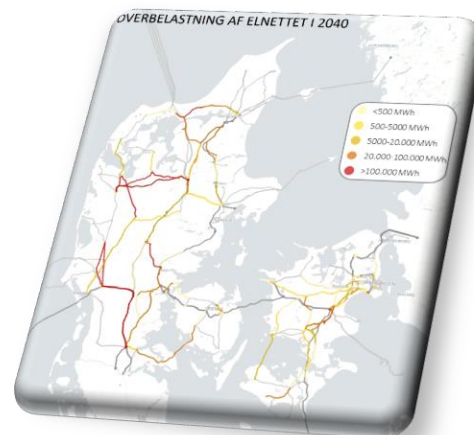 OVERBELASTNING AF ELNETTET I 2040
<500 MWh
500-5000 MWh
5000-20.000 MWh
20.000-100.000 MWh
>100.000 MWh